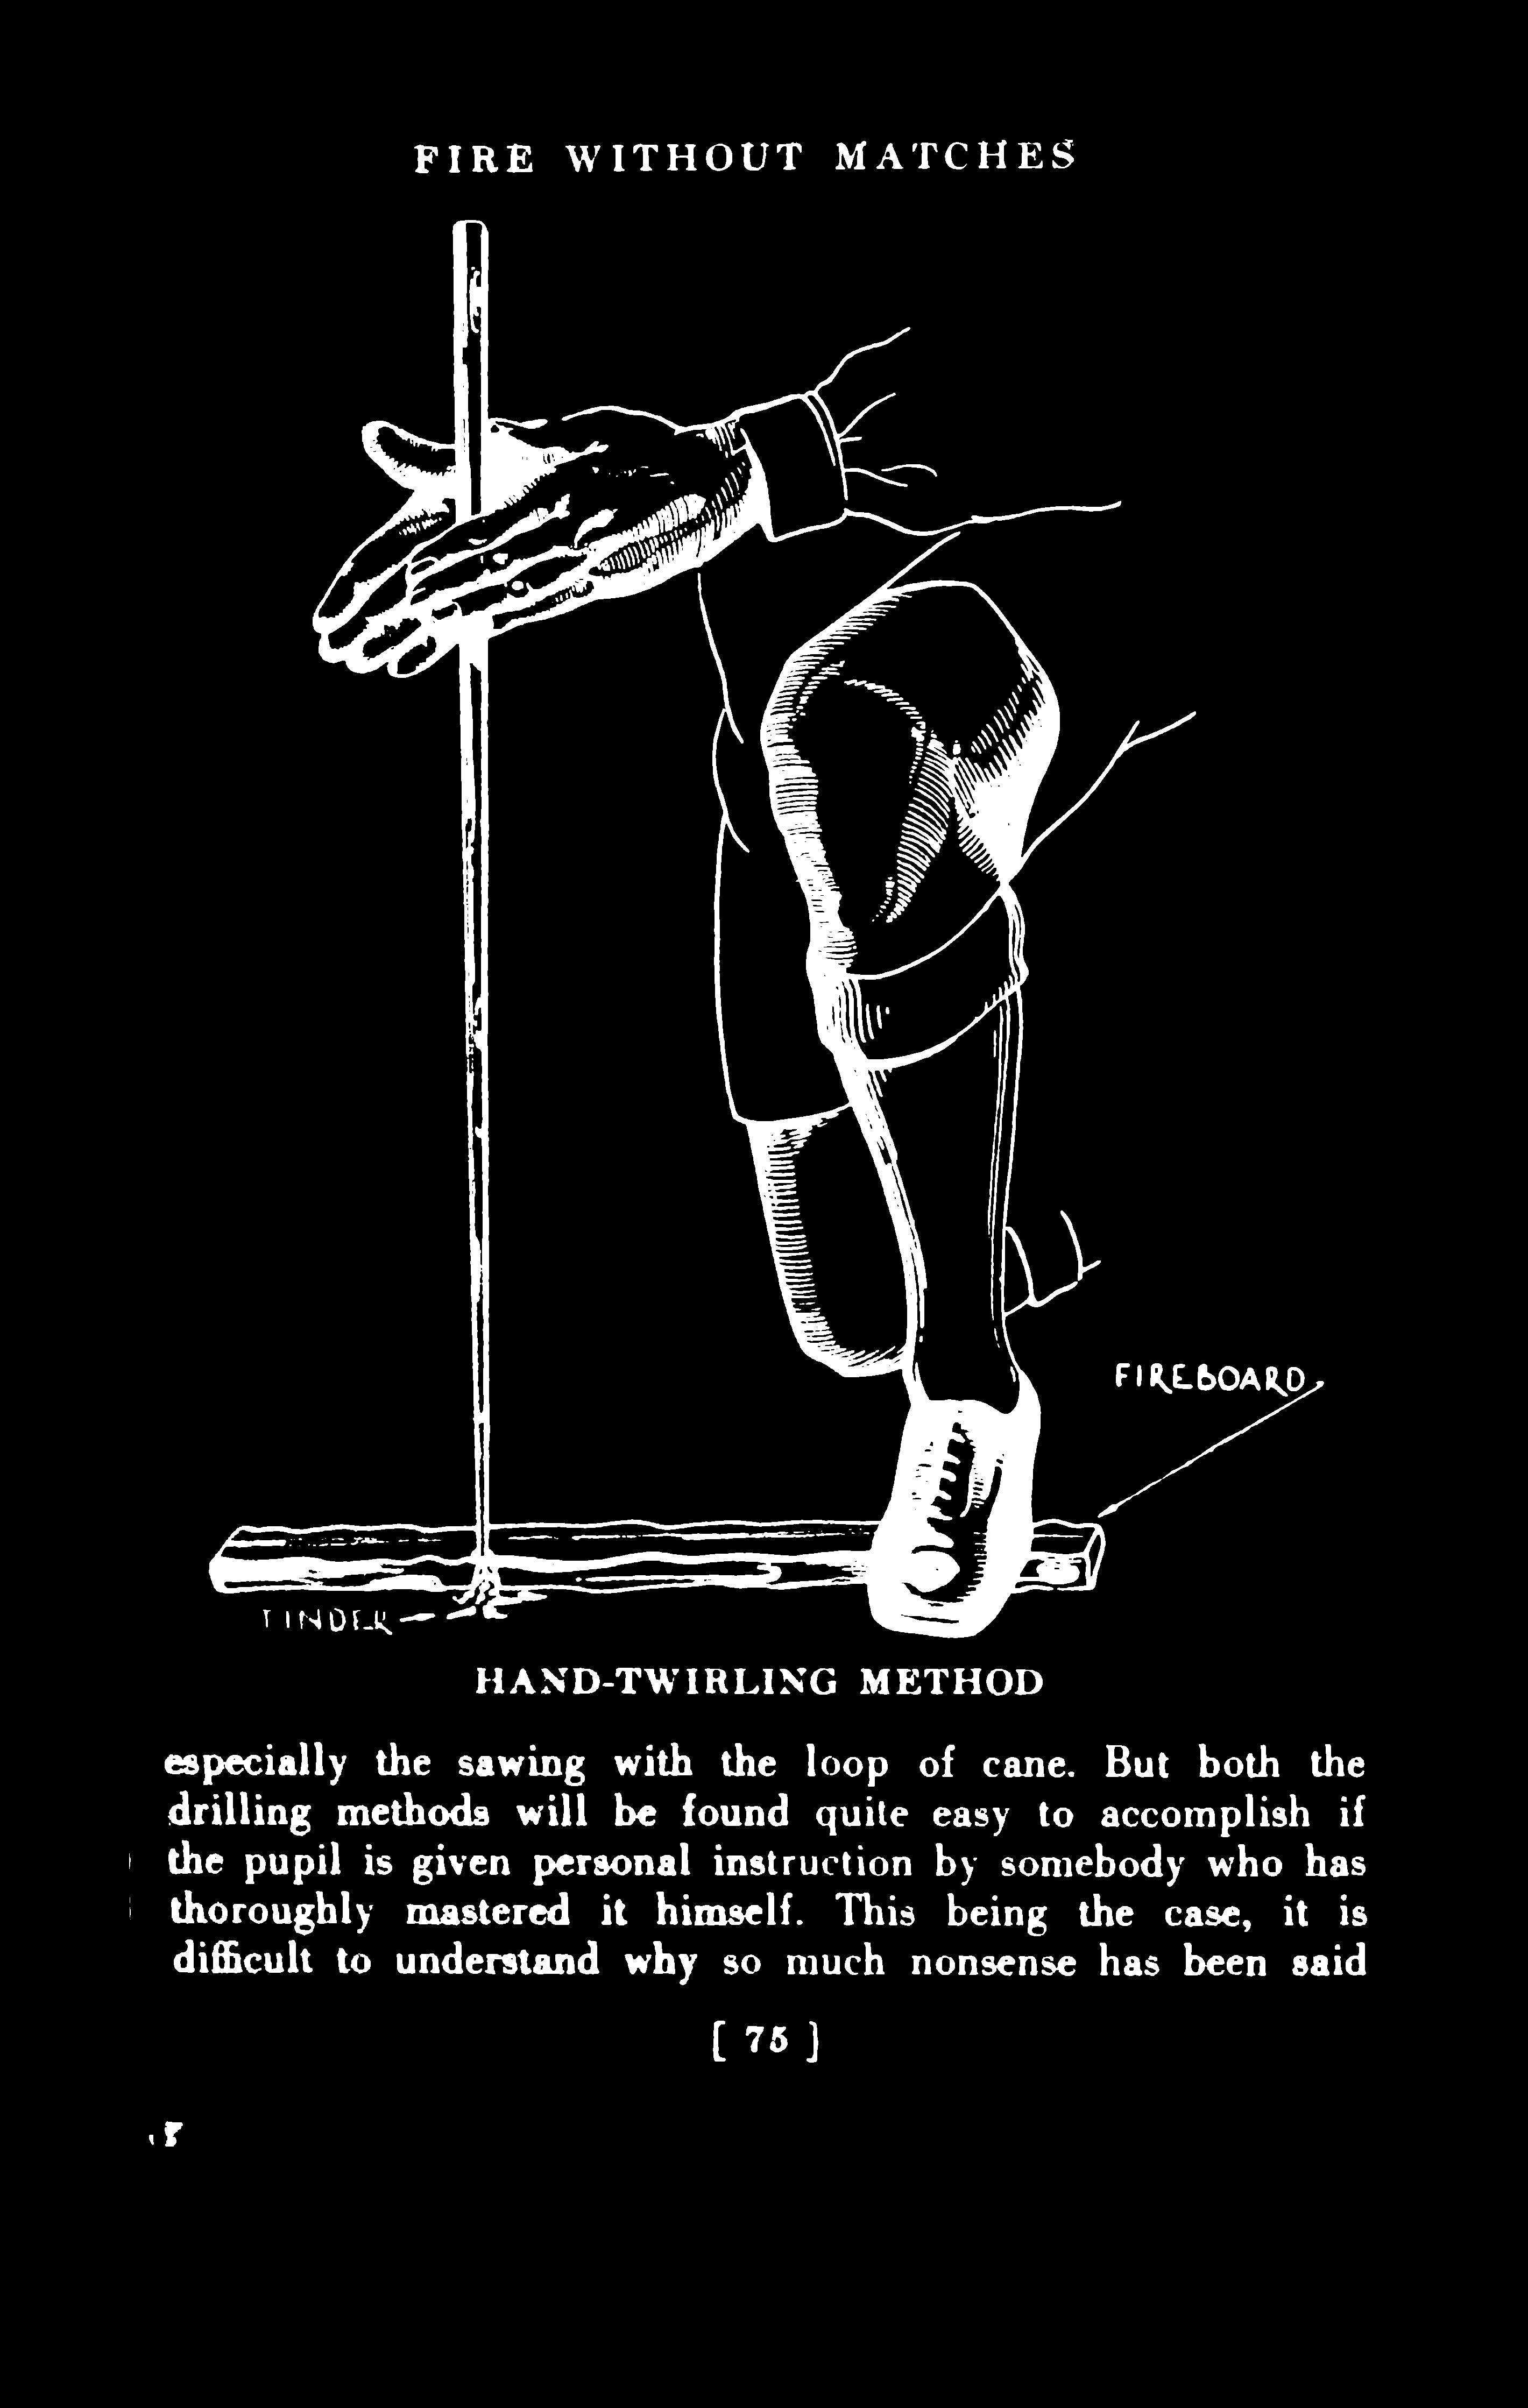 FIRE WITHOUT MATCHES
FIREBOARD
TINDER
HAND-TWIRLING METHOD
especially the sawing with the loop of cane. But both the
drilling methods will be found quite easy to accomplish if
the pupil is given personal instruction by somebody who has
thoroughly mastered it himself. This being the case, it is
difficult to understand why so much nonsense has been said
[ 75 ]